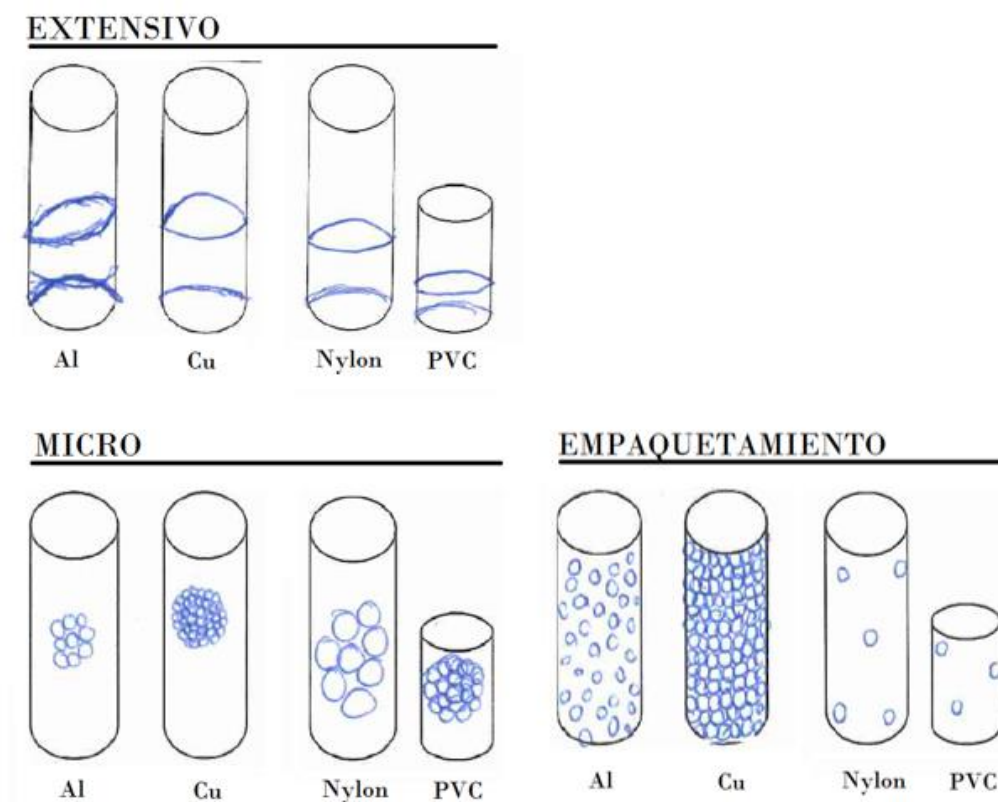 EXTENSIVO
Al Cu Nylon PVC
MICRO
Al Cu Nylon PVC
EMPAQUETAMIENTO
Al Cu Nylon PVC